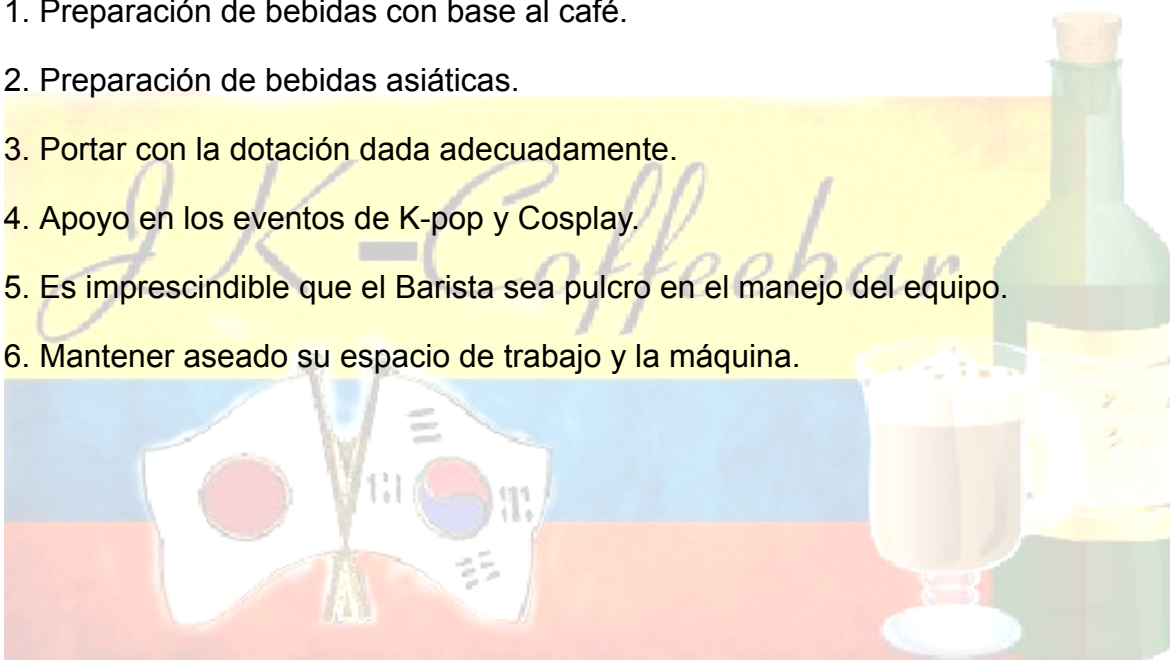 1. Preparación de bebidas con base al café.
2. Preparación de bebidas asiáticas.
3. Portar con la dotación dada adecuadamente.
JK-Coffeebar
4. Apoyo en los eventos de K-pop y Cosplay.
5. Es imprescindible que el Barista sea pulcro en el manejo del equipo.
6. Mantener aseado su espacio de trabajo y la máquina.